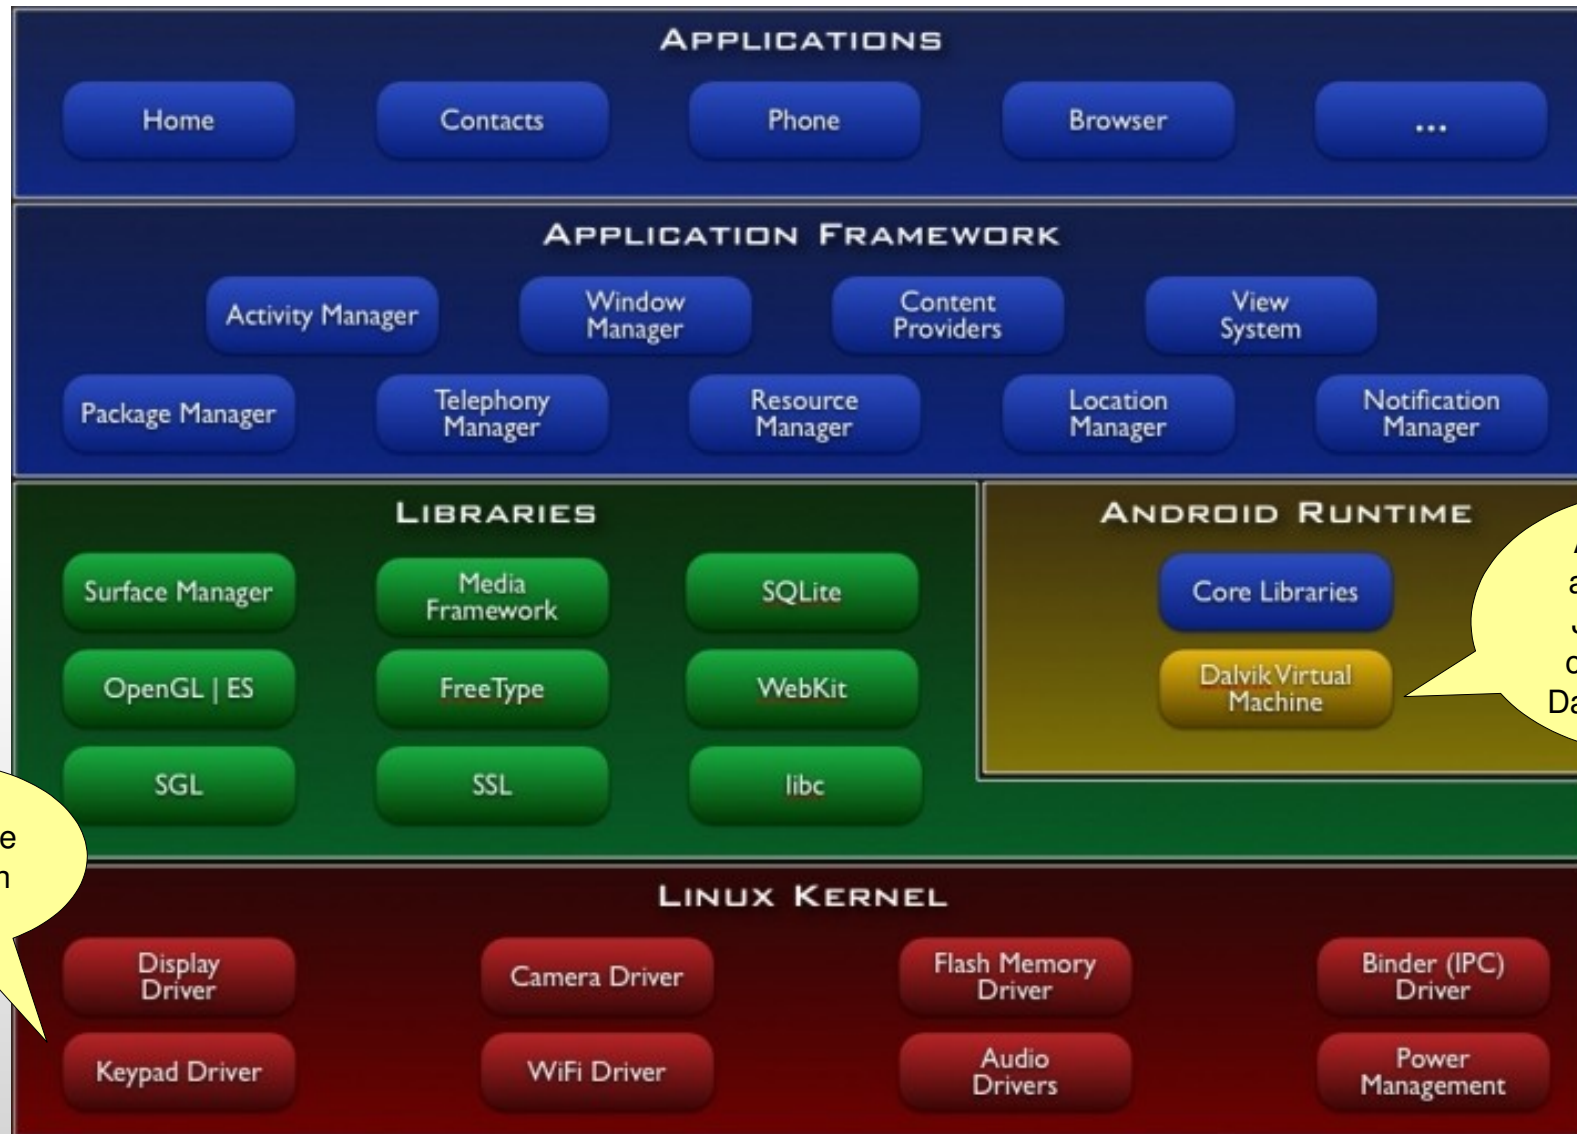 APPLICATIONS
Home
Contacts
Phone
Browser
...
APPLICATION FRAMEWORK
Activity Manager
Window
Manager
Content
Providers
View
System
Package Manager
Telephony
Manager
Resource
Manager
Location
Manager
Notification
Manager
LIBRARIES
Surface Manager
Media
Framework
SQLite
OpenGL | ES
FreeType
WebKit
SGL
SSL
libc
ANDROID RUNTIME
Core Libraries
Dalvik Virtual
Machine
LINUX KERNEL
Display
Driver
Camera Driver
Flash Memory
Driver
Binder (IPC)
Driver
Keypad Driver
WiFi Driver
Audio
Drivers
Power
Management